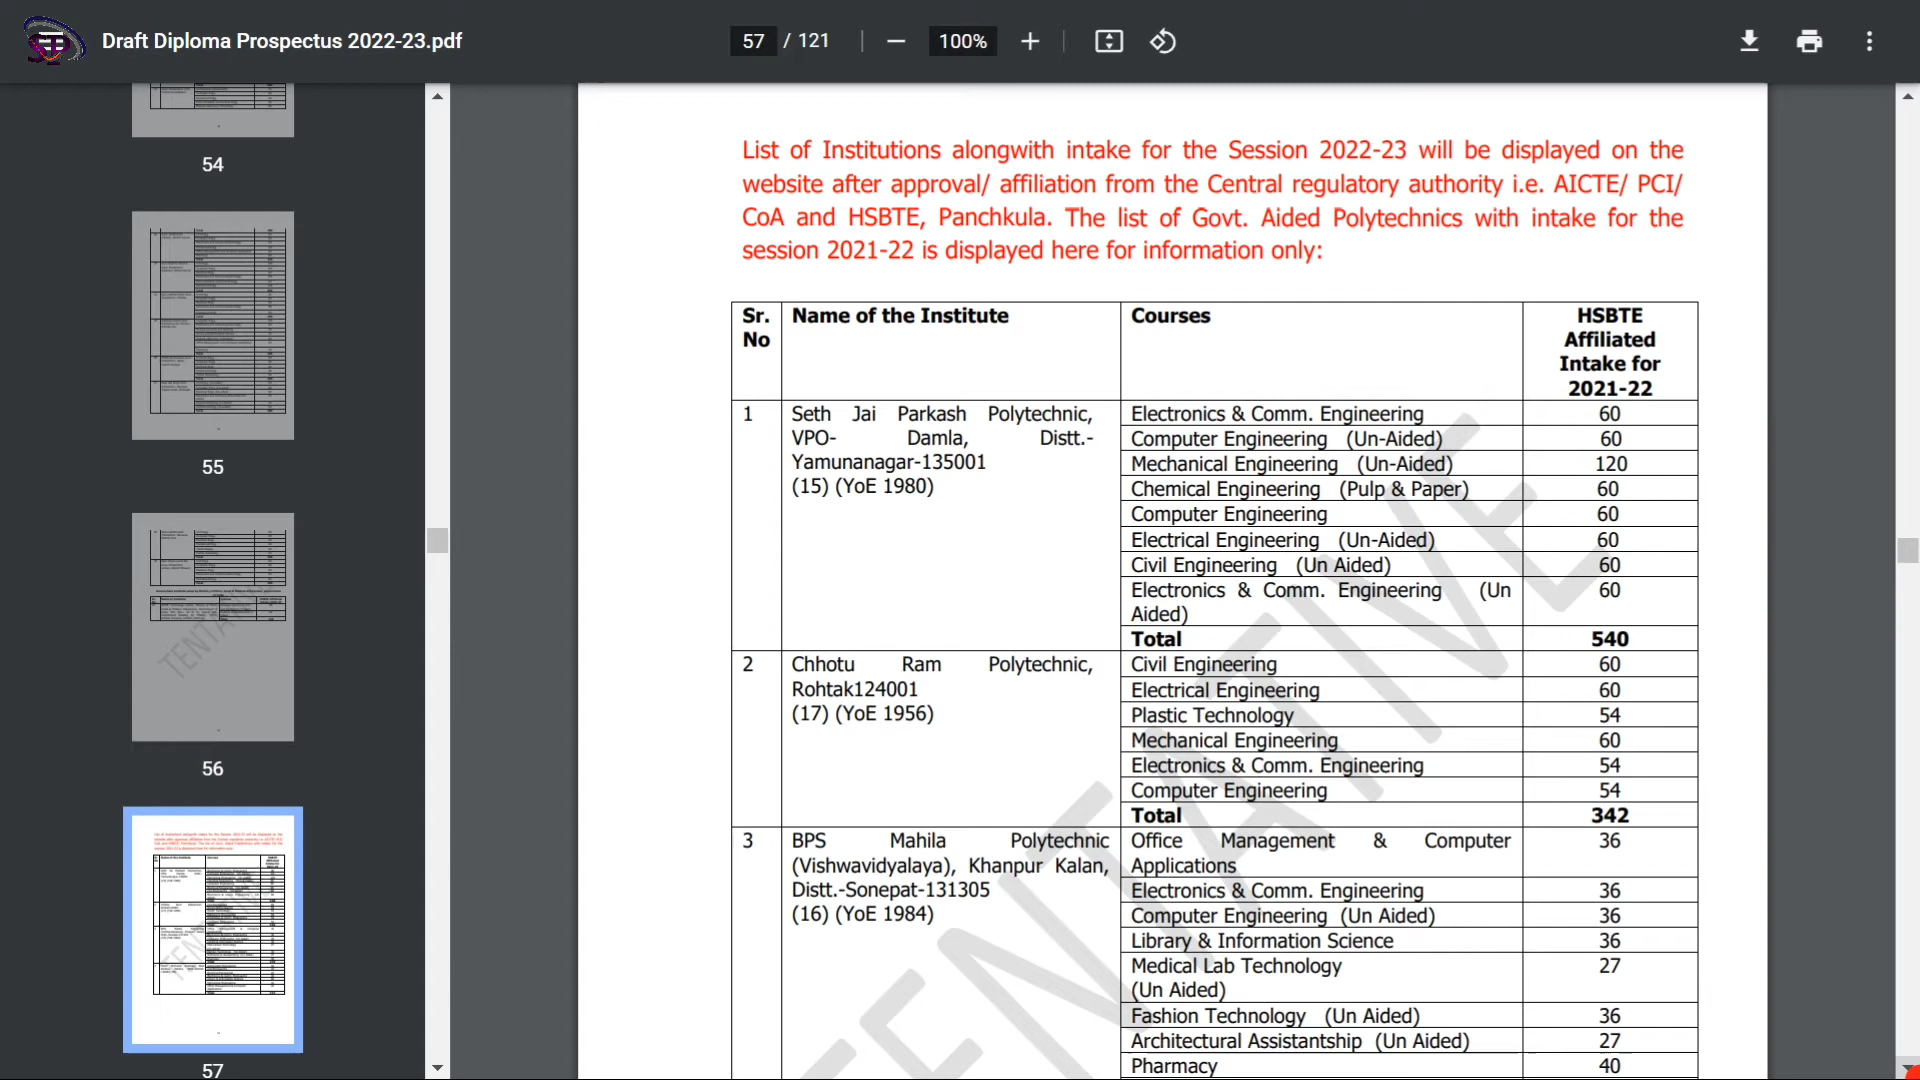 Draft Diploma Prospectus 2022-23.pdf
57 / 121
100%
54
55
56
57
List of Institutions alongwith intake for the Session 2022-23 will be displayed on the
website after approval/ affiliation from the Central regulatory authority i.e. AICTE/ PCI/
CoA and HSBTE, Panchkula. The list of Govt. Aided Polytechnics with intake for the
session 2021-22 is displayed here for information only:
Sr. No Name of the Institute Courses HSBTE Affiliated Intake for 2021-22
1 Seth Jai Parkash Polytechnic,
VPO- Damla, Distt.-
Yamunanagar-135001
(15) (YoE 1980)
Electronics & Comm. Engineering 60
Computer Engineering (Un-Aided) 60
Mechanical Engineering (Un-Aided) 120
Chemical Engineering (Pulp & Paper) 60
Computer Engineering 60
Electrical Engineering (Un-Aided) 60
Civil Engineering (Un Aided) 60
Electronics & Comm. Engineering (Un 60
Aided)
Total 540
2 Chhotu Ram Polytechnic,
Rohtak124001
(17) (YoE 1956)
Civil Engineering 60
Electrical Engineering 60
Plastic Technology 54
Mechanical Engineering 60
Electronics & Comm. Engineering 54
Computer Engineering 54
Total 342
3 BPS Mahila Polytechnic
(Vishwavidyalaya), Khanpur Kalan,
Distt.-Sonepat-131305
(16) (YoE 1984)
Office Management & Computer 36
Applications
Electronics & Comm. Engineering 36
Computer Engineering (Un Aided) 36
Library & Information Science 36
Medical Lab Technology 27
(Un Aided)
Fashion Technology (Un Aided) 36
Architectural Assistantship (Un Aided) 27
Pharmacy 40
TENTATIVE